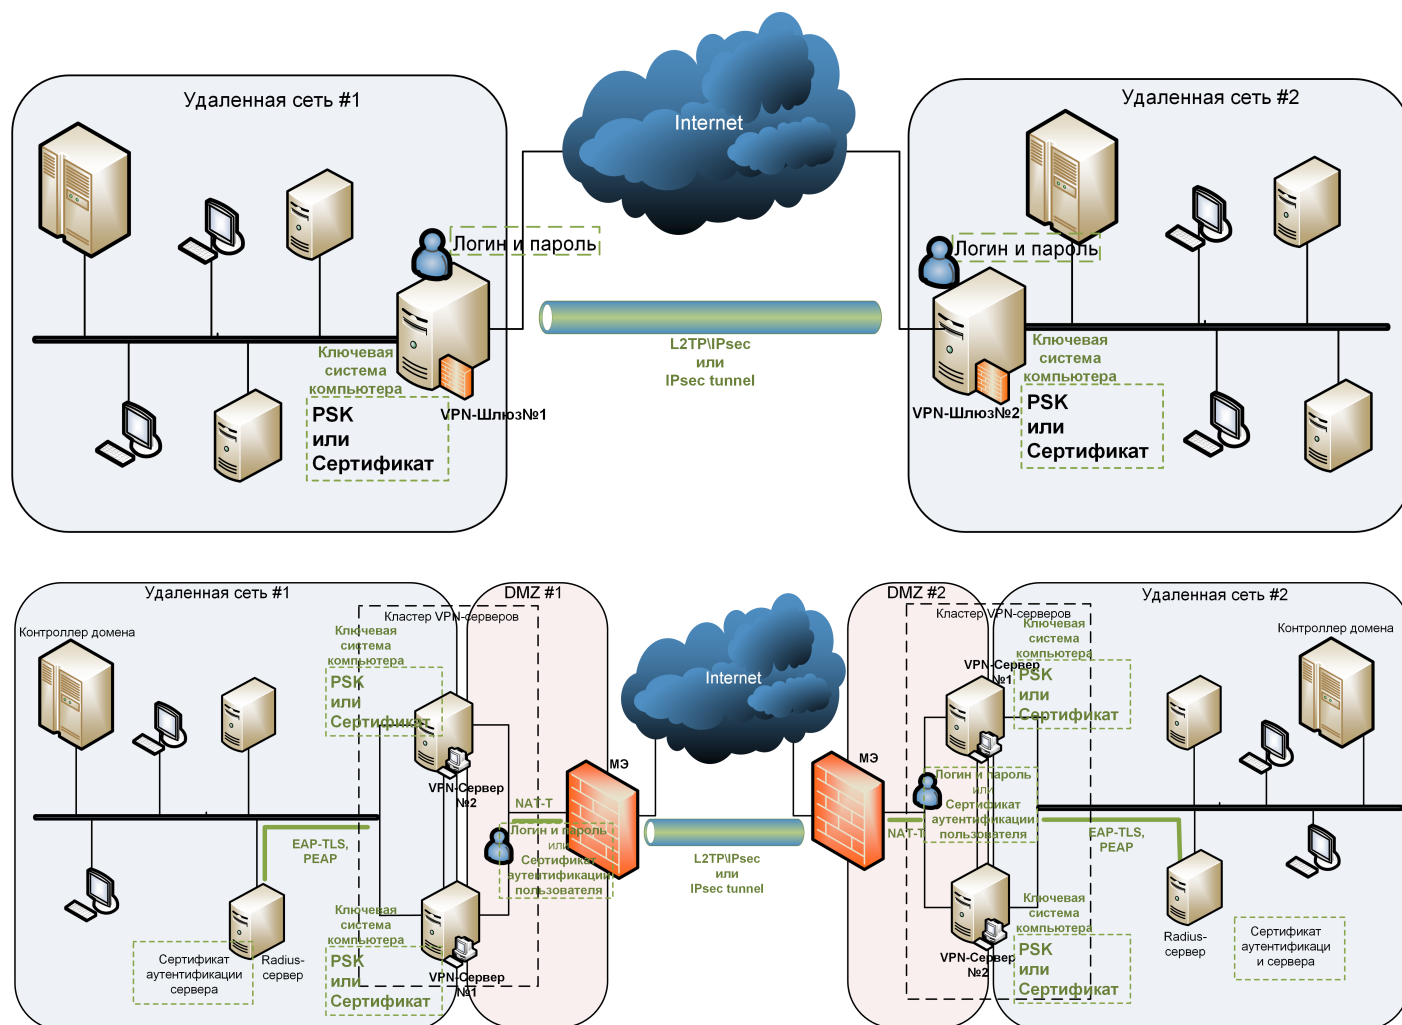 Удаленная сеть #1
Internet
Удаленная сеть #2
Логин и пароль
Логин и пароль
Ключевая
система
компьютера
PSK
или
Сертификат
VPN-Шлюз№1
L2TP\IPsec
или
IPsec tunnel
VPN-Шлюз№2
Ключевая
система
компьютера
PSK
или
Сертификат
Удаленная сеть #1
DMZ #1
DMZ #2
Удаленная сеть #2
Контроллер домена
Кластер VPN-серверов
Ключевая
система
компьютера
PSK
или
Сертификат
VPN-Сервер
№2
NAT-T
МЭ
Логин и пароль
или
Сертификат
аутентификации
пользователя
EAP-TLS,
PEAP
Ключевая
система
компьютера
PSK
или
Сертификат
VPN-Сервер
№1
Сертификат
аутентификации
сервера
Radius-
сервер
Internet
L2TP\IPsec
или
IPsec tunnel
МЭ
NAT-T
Кластер VPN-серверов
Ключевая
система
компьютера
VPN-Сервер
№1
PSK
или
Сертификат
Логин и пароль
или
Сертификат
аутентификации
пользователя
EAP-TLS,
PEAP
Ключевая
система
компьютера
VPN-Сервер
№2
PSK
или
Сертификат
Контроллер домена
Radius-
сервер
Сертификат
аутентификаци
и сервера